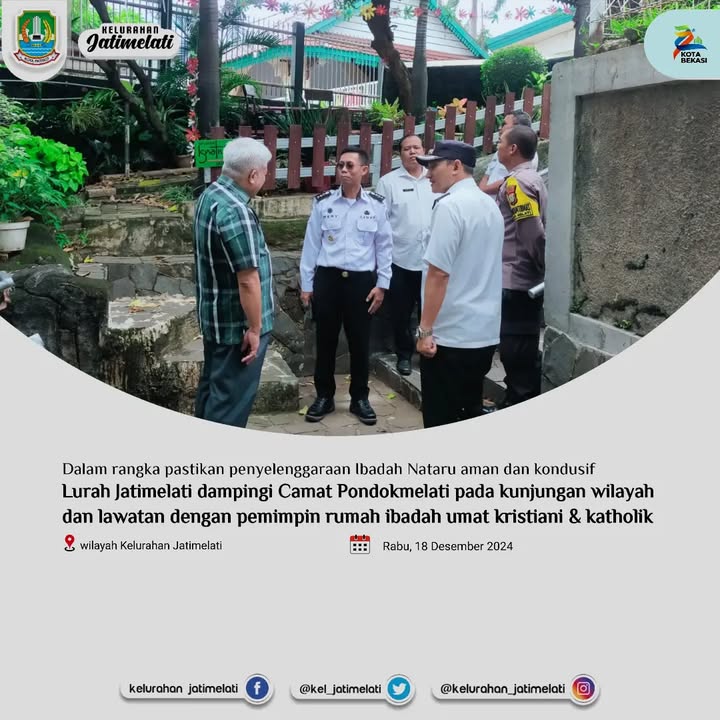 KELURAHAN
Jatimelati
KOTA
BEKASI
Dalam rangka pastikan penyelenggaraan Ibadah Nataru aman dan kondusif
Lurah Jatimelati dampingi Camat Pondokmelati pada kunjungan wilayah
dan lawatan dengan pemimpin rumah ibadah umat kristiani & katholik
wilayah Kelurahan Jatimelati
Rabu, 18 Desember 2024
kelurahan jatimelati
@kel_jatimelati
@kelurahan_jatimelati